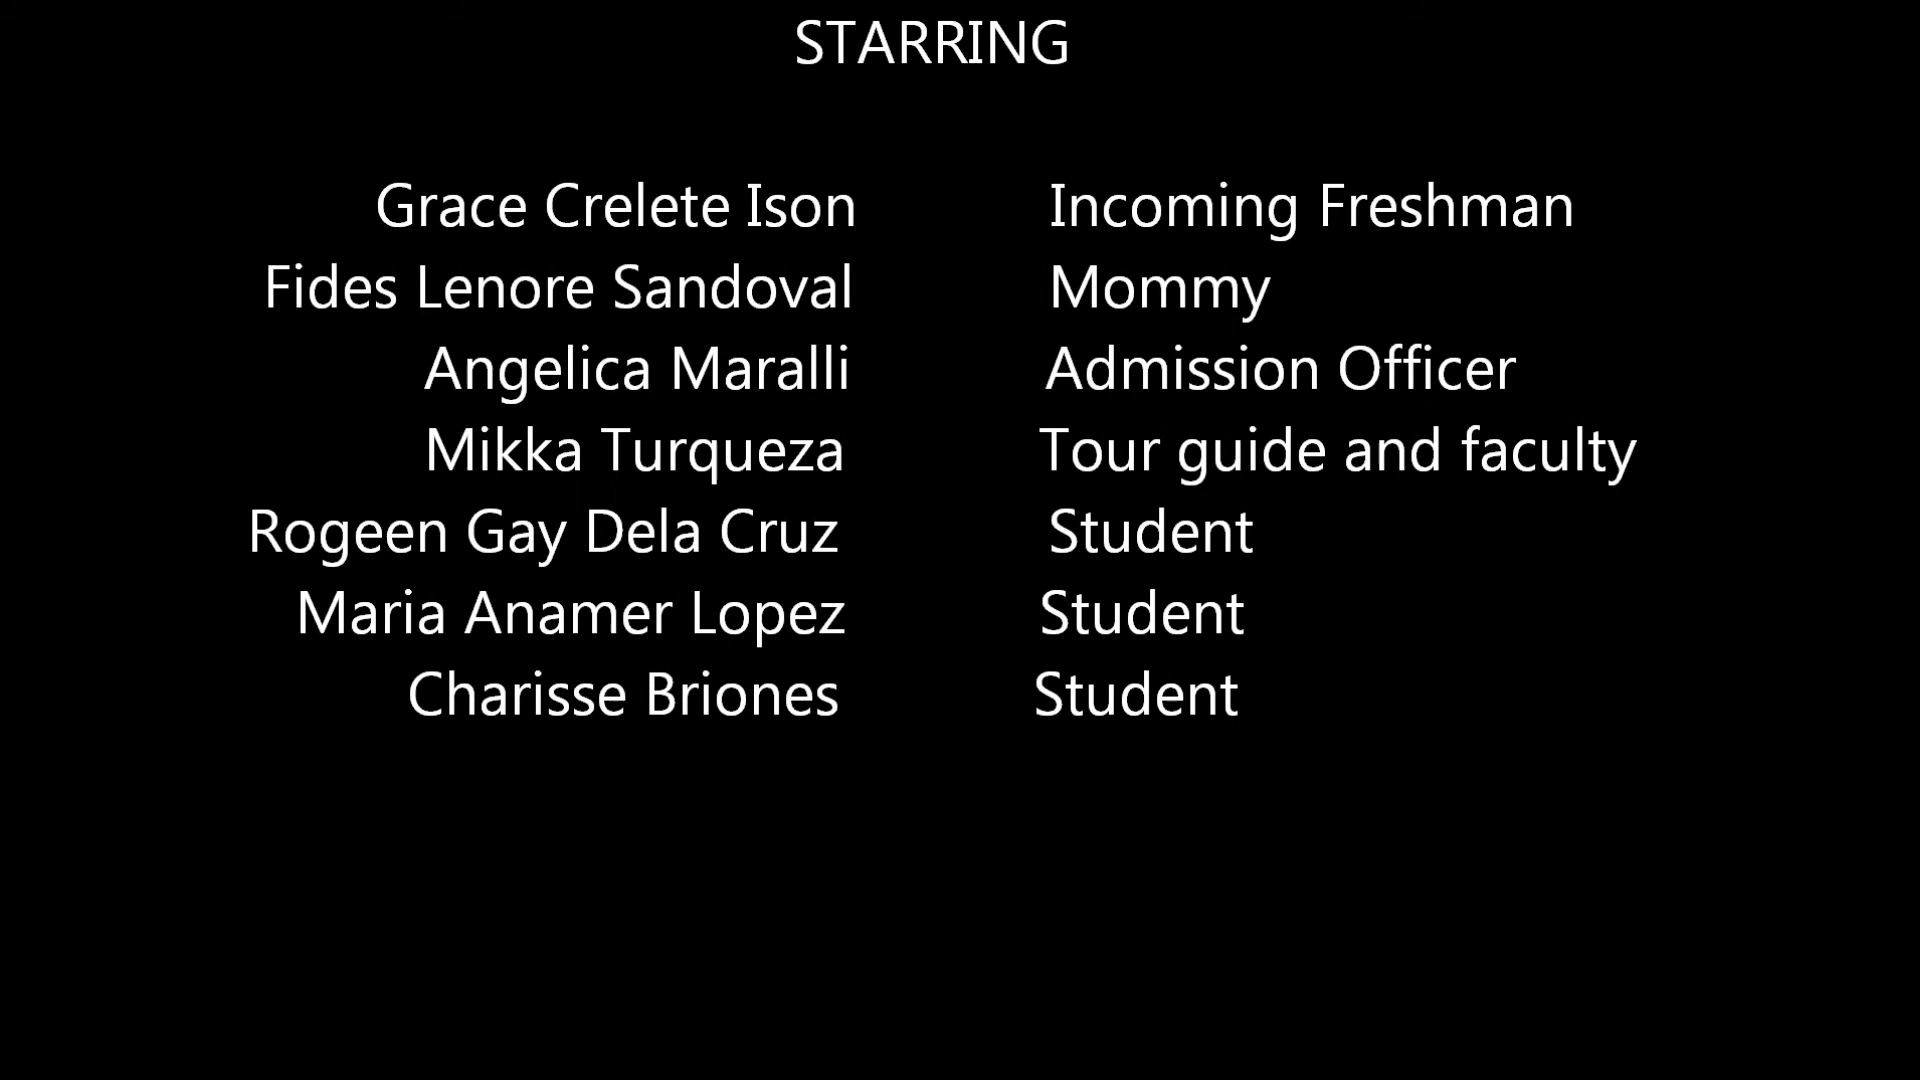 STARRING
Grace Crelete Ison Incoming Freshman
Fides Lenore Sandoval Mommy
Angelica Maralli Admission Officer
Mikka Turqueza Tour guide and faculty
Rogeen Gay Dela Cruz Student
Maria Anamer Lopez Student
Charisse Briones Student